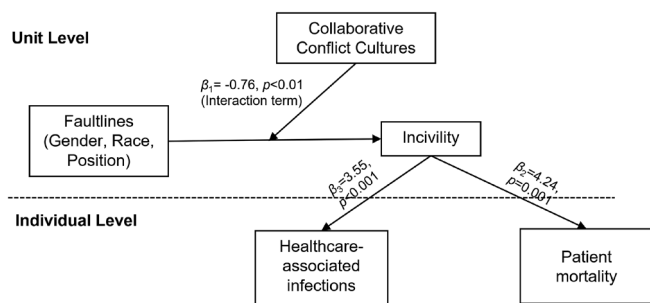 Unit Level
Collaborative
Conflict Cultures
β₁= -0.76, p<0.01
(Interaction term)
Faultlines
(Gender, Race,
Position)
Incivility
β₃=3.55,
p<0.001
β₂=4.24,
p=0.001
Individual Level
Healthcare-
associated
infections
Patient
mortality